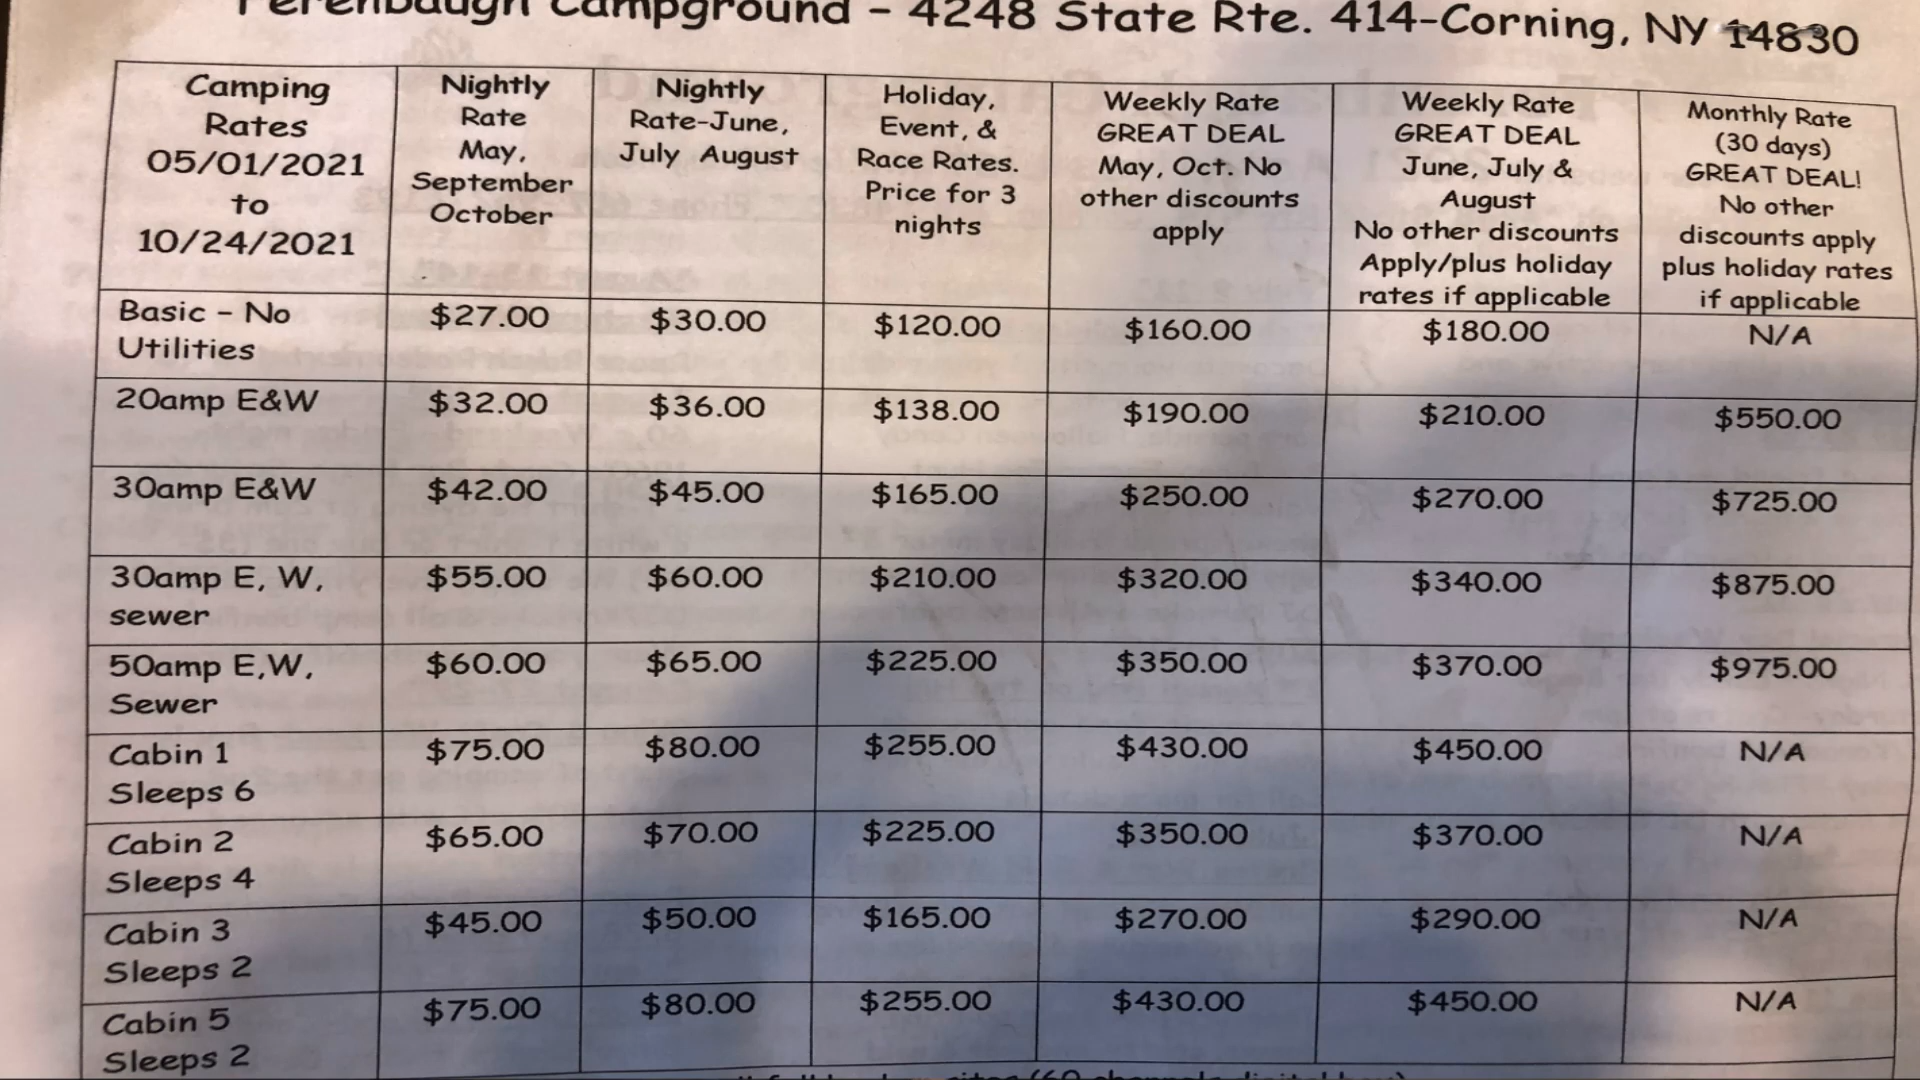 Ferenbaugh Campground - 4248 State Rte. 414-Corning, NY 14830
Camping
Rates
05/01/2021
to
10/24/2021
Nightly
Rate
May,
September
October
Nightly
Rate-June,
July August
Holiday,
Event, &
Race Rates.
Price for 3
nights
Weekly Rate
GREAT DEAL
May, Oct. No
other discounts
apply
Weekly Rate
GREAT DEAL
June, July &
August
No other discounts
Apply/plus holiday
rates if applicable
Monthly Rate
(30 days)
GREAT DEAL!
No other
discounts apply
plus holiday rates
if applicable
Basic - No
Utilities
$27.00 $30.00 $120.00 $160.00 $180.00 N/A
20amp E&W $32.00 $36.00 $138.00 $190.00 $210.00 $550.00
30amp E&W $42.00 $45.00 $165.00 $250.00 $270.00 $725.00
30amp E, W,
sewer
$55.00 $60.00 $210.00 $320.00 $340.00 $875.00
50amp E,W,
Sewer
$60.00 $65.00 $225.00 $350.00 $370.00 $975.00
Cabin 1
Sleeps 6
$75.00 $80.00 $255.00 $430.00 $450.00 N/A
Cabin 2
Sleeps 4
$65.00 $70.00 $225.00 $350.00 $370.00 N/A
Cabin 3
Sleeps 2
$45.00 $50.00 $165.00 $270.00 $290.00 N/A
Cabin 5
Sleeps 2
$75.00 $80.00 $255.00 $430.00 $450.00 N/A